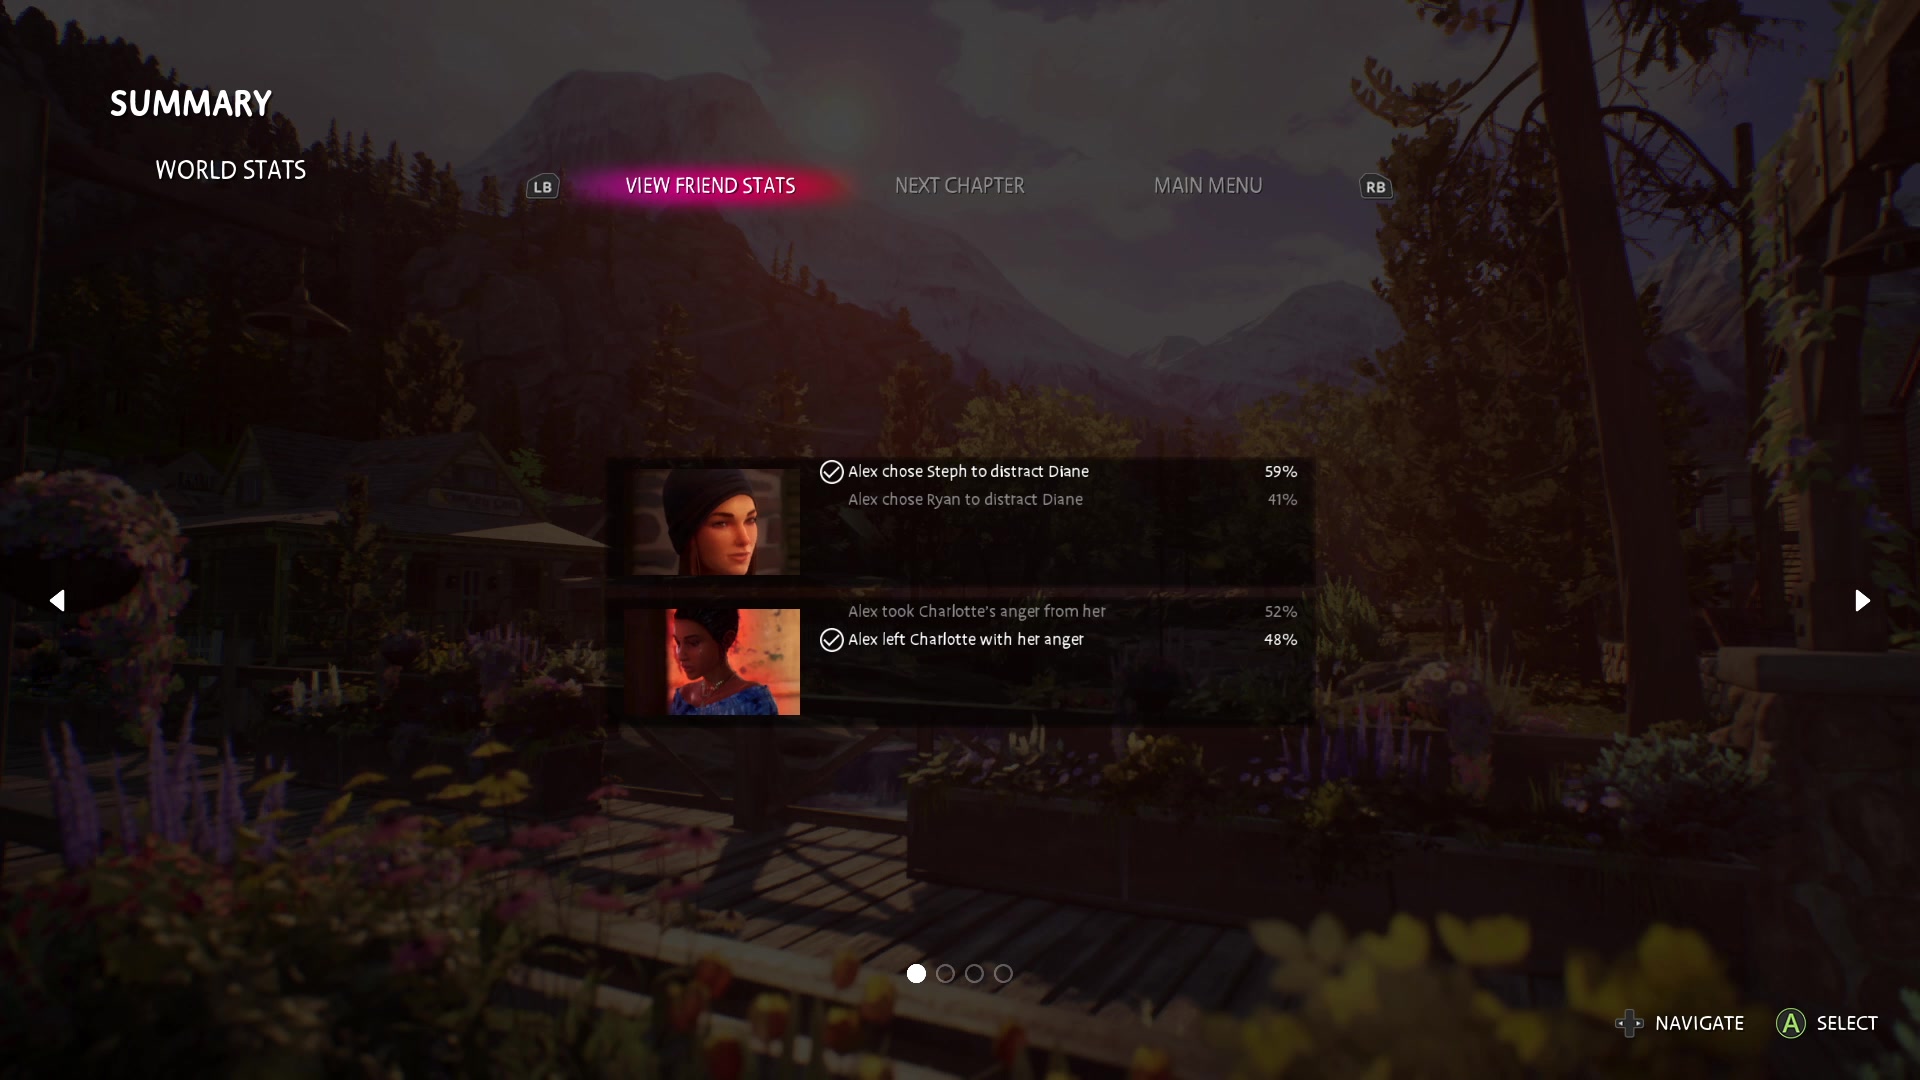 SUMMARY
WORLD STATS
LB
VIEW FRIEND STATS
NEXT CHAPTER
MAIN MENU
RB
Alex chose Steph to distract Diane 59%
Alex chose Ryan to distract Diane 41%
Alex took Charlotte's anger from her 52%
Alex left Charlotte with her anger 48%
NAVIGATE
A SELECT